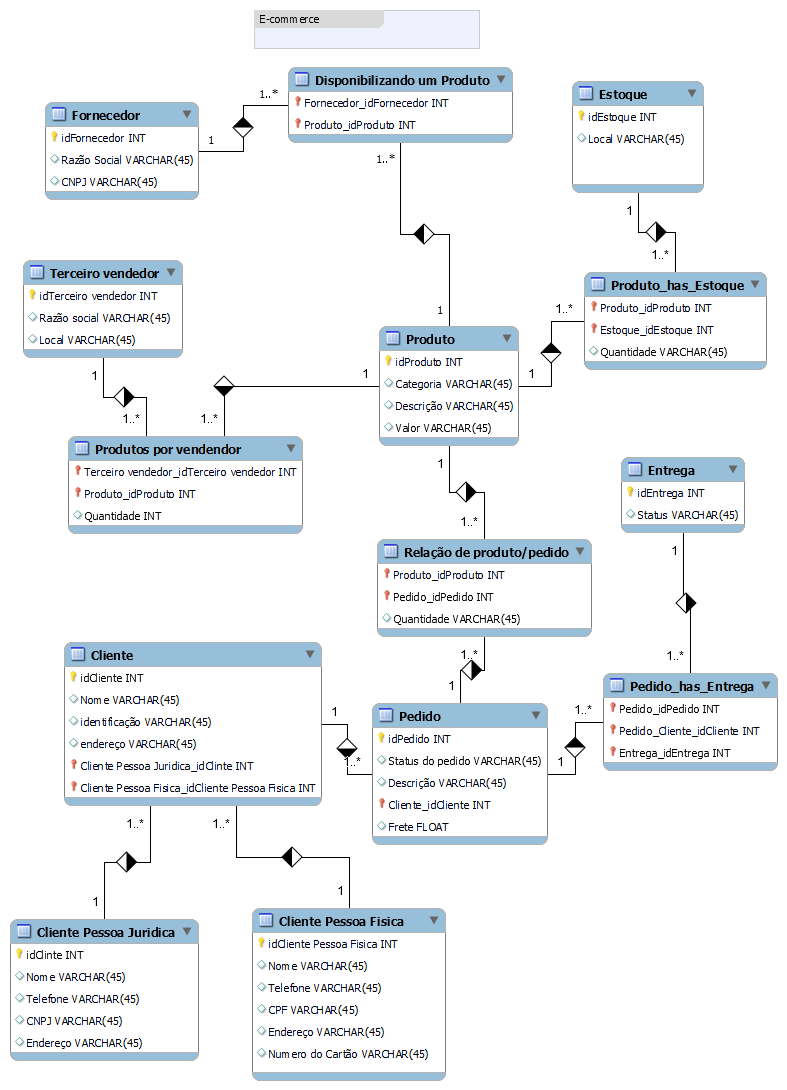 E-commerce
Disponibilizando um Produto
Fornecedor_idFornecedor INT
Produto_idProduto INT
1..*
1..*
Fornecedor
idFornecedor INT
Razão Social VARCHAR(45)
CNPJ VARCHAR(45)
1
Estoque
idEstoque INT
Local VARCHAR(45)
1
1..*
Terceiro vendedor
idTerceiro vendedor INT
Razão social VARCHAR(45)
Local VARCHAR(45)
1
1..*
Produto_has_Estoque
Produto_idProduto INT
Estoque_idEstoque INT
Quantidade VARCHAR(45)
1..*
1
1
Produto
idProduto INT
Categoria VARCHAR(45)
Descrição VARCHAR(45)
Valor VARCHAR(45)
1
1..*
1
1..*
Produtos por vendendor
Terceiro vendedor_idTerceiro vendedor INT
Produto_idProduto INT
Quantidade INT
Entrega
idEntrega INT
Status VARCHAR(45)
1
1..*
Relação de produto/pedido
Produto_idProduto INT
Pedido_idPedido INT
Quantidade VARCHAR(45)
1..*
1
Cliente
idCliente INT
Nome VARCHAR(45)
identificação VARCHAR(45)
endereço VARCHAR(45)
Cliente Pessoa Juridica_idClinte INT
Cliente Pessoa Fisica_idCliente Pessoa Fisica INT
1
1..*
Pedido
idPedido INT
Status do pedido VARCHAR(45)
Descrição VARCHAR(45)
Cliente_idCliente INT
Frete FLOAT
1
1..*
Pedido_has_Entrega
Pedido_idPedido INT
Pedido_Cliente_idCliente INT
Entrega_idEntrega INT
1..*
1..*
1
1
Cliente Pessoa Juridica
idClinte INT
Nome VARCHAR(45)
Telefone VARCHAR(45)
CNPJ VARCHAR(45)
Endereço VARCHAR(45)
Cliente Pessoa Fisica
idCliente Pessoa Fisica INT
Nome VARCHAR(45)
Telefone VARCHAR(45)
CPF VARCHAR(45)
Endereço VARCHAR(45)
Numero do Cartão VARCHAR(45)